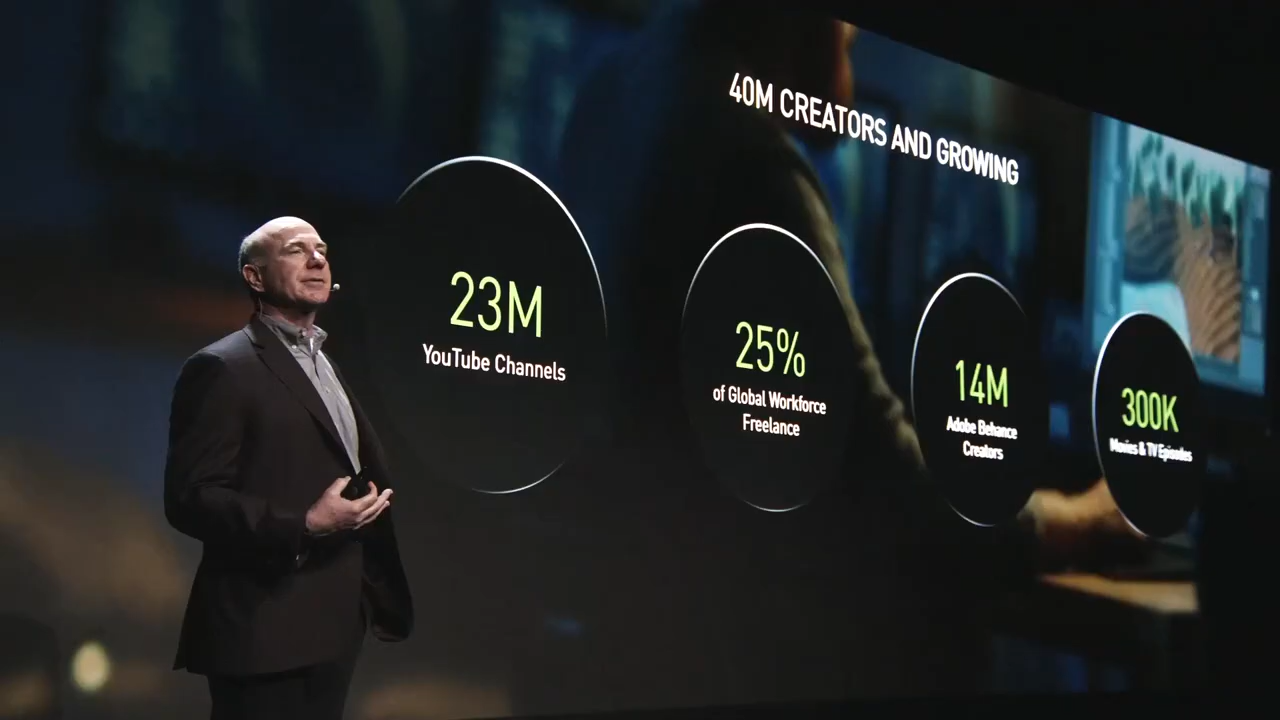 40M CREATORS AND GROWING
23M
YouTube Channels
25%
of Global Workforce
Freelance
14M
Adobe Behance
Creators
300K
Movies & TV Episodes